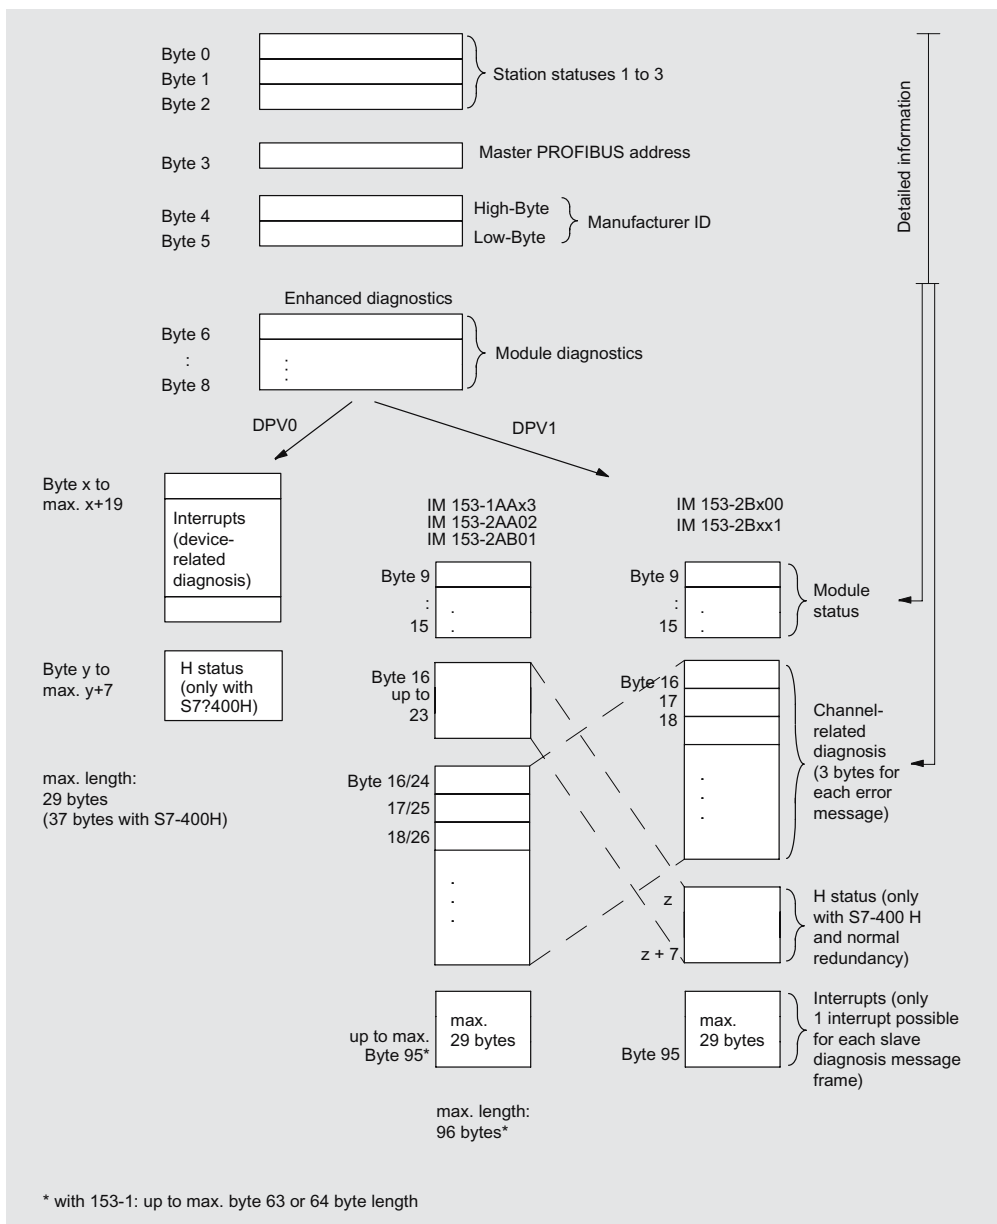 Byte 0
Byte 1
Byte 2
Station statuses 1 to 3
Byte 3
Master PROFIBUS address
Byte 4
Byte 5
High-Byte
Low-Byte
Manufacturer ID
Detailed information
Enhanced diagnostics
Byte 6
:
Byte 8
Module diagnostics
DPV0
DPV1
Byte x to
max. x+19
Interrupts
(device-
related
diagnosis)
Byte y to
max. y+7
H status
(only with
S7?400H)
max. length:
29 bytes
(37 bytes with S7-400H)
IM 153-1AAx3
IM 153-2AA02
IM 153-2AB01
Byte 9
:
15
Byte 16
up to
23
Byte 16/24
17/25
18/26
up to max.
Byte 95*
max.
29 bytes
max. length:
96 bytes*
IM 153-2Bx00
IM 153-2Bxx1
Byte 9
:
15
Module
status
Byte 16
17
18
Channel-
related
diagnosis
(3 bytes for
each error
message)
z
z + 7
H status (only
with S7-400 H
and normal
redundancy)
Byte 95
max.
29 bytes
Interrupts (only
1 interrupt possible
for each slave
diagnosis message
frame)
* with 153-1: up to max. byte 63 or 64 byte length